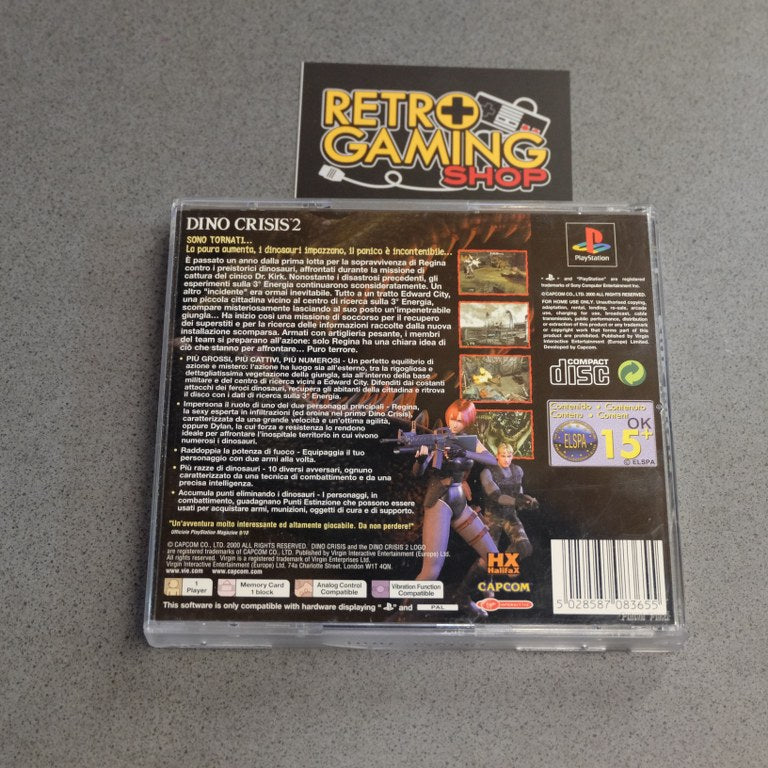 RETRO
GAMING
SHOP
DINO CRISIS 2
SONO TORNATI...
La paura aumenta, i dinosauri impazzano, il panico è incontenibile...
È passato un anno dalla prima lotta per la sopravvivenza di Regina
contro i preistorici dinosauri, affrontati durante la missione di
cattura del cinico Dr. Kirk. Nonostante i disastrosi precedenti, gli
esperimenti sulla 3° Energia continuarono sconsideratamente. Un
altro "incidente" era ormai inevitabile. Tutto a un tratto Edward City,
una piccola cittadina vicino al centro di ricerca sulla 3° Energia,
scompare misteriosamente lasciando al suo posto un'impenetrabile
giungla... Ha inizio così una missione di soccorso per il recupero
dei superstiti e per la ricerca delle informazioni raccolte dalla nuova
installazione scomparsa. Armati con artiglieria pesante, i membri
del team si preparano all'azione: solo Regina ha una chiara idea di
ciò che stanno per affrontare... Puro terrore.
• PIÙ GROSSI, PIÙ CATTIVI, PIÙ NUMEROSI - Un perfetto equilibrio di
azione e mistero: l'azione ha luogo sia all'esterno, tra la rigogliosa e
dettagliatissima vegetazione della giungla, sia all'interno della base
militare e del centro di ricerca vicini a Edward City. Difenditi dai costanti
attacchi dei feroci dinosauri, recupera gli abitanti della cittadina e ritrova
il disco con i dati di ricerca sulla 3° Energia.
• Impersona il ruolo di uno dei due personaggi principali - Regina,
la sexy esperta in infiltrazioni (ed eroina nel primo Dino Crisis),
caratterizzata da una grande velocità e un'ottima agilità,
oppure Dylan, la cui forza e resistenza lo rendono
ideale per affrontare l'inospitale territorio in cui vivono
numerosi i dinosauri.
• Raddoppia la potenza di fuoco - Equipaggia il tuo
personaggio con due armi alla volta.
• Più razze di dinosauri - 10 diversi avversari, ognuno
caratterizzato da una tecnica di combattimento e da una
precisa intelligenza.
• Accumula punti eliminando i dinosauri - I personaggi, in
combattimento, guadagnano Punti Estinzione che possono essere
usati per acquistare armi, munizioni, oggetti di cura e di supporto.
"Un'avventura molto interessante ed altamente giocabile. Da non perdere!"
Ufficiale PlayStation Magazine 9/10
© CAPCOM CO., LTD. 2000 ALL RIGHTS RESERVED. DINO CRISIS and the DINO CRISIS 2 LOGO
are registered trademarks of CAPCOM CO., LTD. Published by Virgin Interactive Entertainment (Europe) Ltd.
All rights reserved. Virgin is a registered trademark of Virgin Enterprises Ltd.
Virgin Interactive Entertainment (Europe) Ltd. 74a Charlotte Street, London W1T 4QN.
www.vie.com www.capcom.com
1
Player
Memory Card
1 block
Analog Control
Compatible
Vibration Function
Compatible
This software is only compatible with hardware displaying and PAL
PlayStation
and "PlayStation" are registered
trademarks of Sony Computer Entertainment Inc.
©CAPCOM CO., LTD. 2000 ALL RIGHTS RESERVED.
FOR HOME USE ONLY. Unauthorised copying,
adaptation, rental, lending, re-sale, arcade
use, charging for use, broadcast, cable
transmission, public performance, distribution
or extraction of this product or any trademark
or copyright work that forms part of this
product are prohibited. Published by Virgin
Interactive Entertainment (Europe) Limited.
Developed by Capcom.
COMPACT
disc
Contenitio • Contenuto
Conteno • Content
ELSPA
OK
15+
© ELSPA
HX
Halifax
CAPCOM
Virgin interactive
5 028587 083655